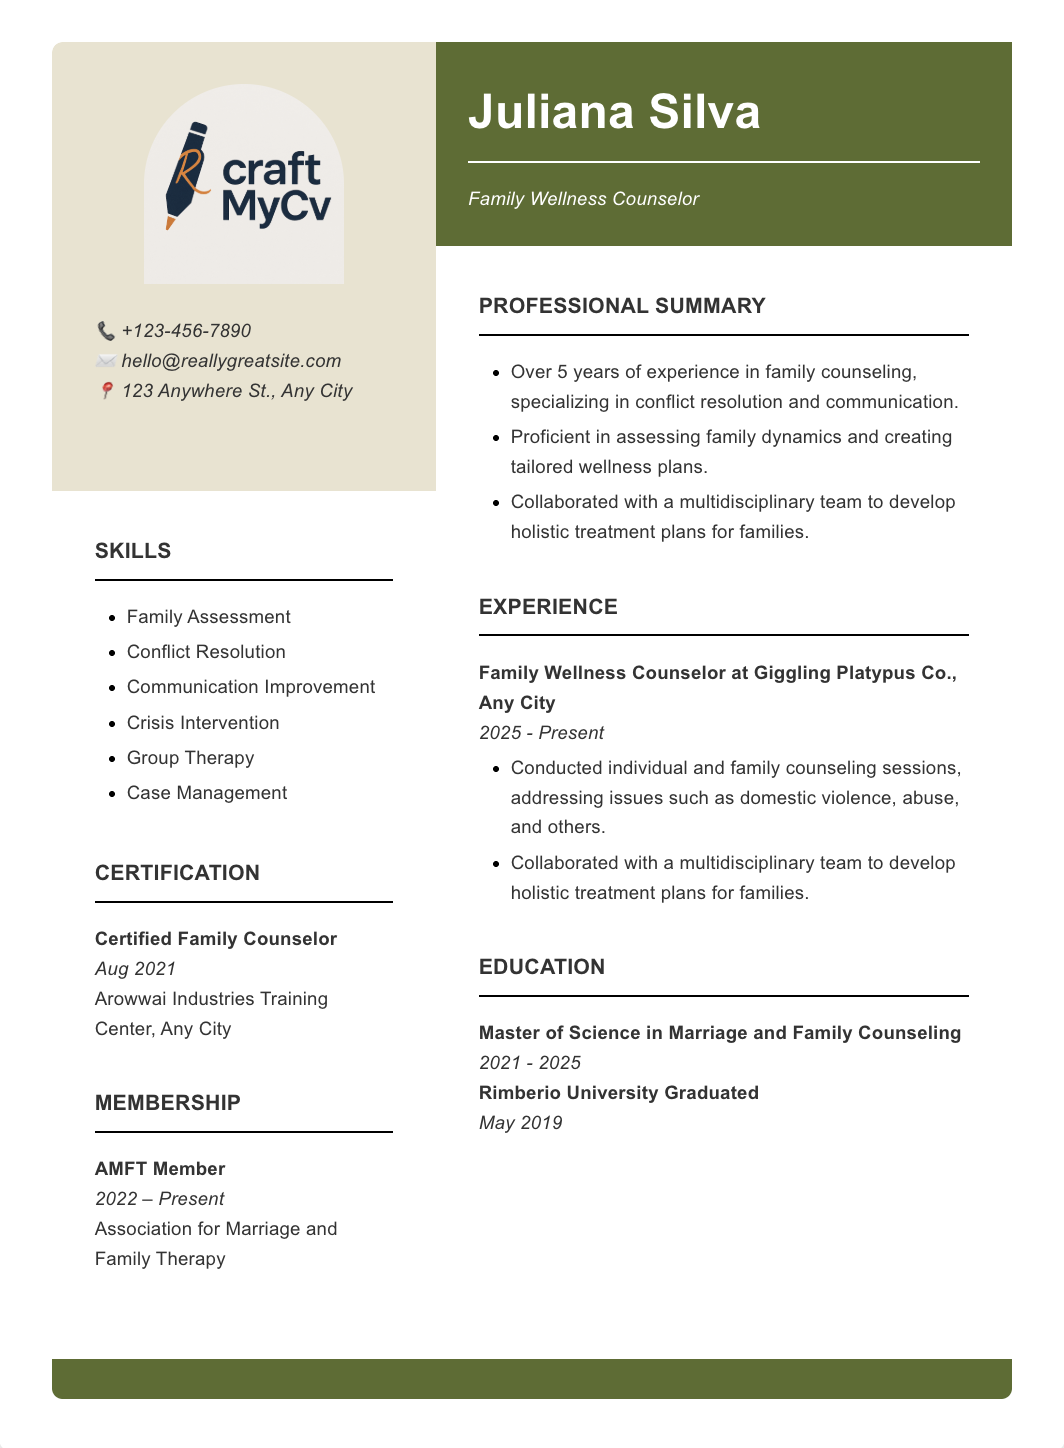 R craft
MyCv
+123-456-7890
hello@reallygreatsite.com
123 Anywhere St., Any City
SKILLS
Family Assessment
Conflict Resolution
Communication Improvement
Crisis Intervention
Group Therapy
Case Management
CERTIFICATION
Certified Family Counselor
Aug 2021
Arowwai Industries Training
Center, Any City
MEMBERSHIP
AMFT Member
2022 – Present
Association for Marriage and
Family Therapy
Juliana Silva
Family Wellness Counselor
PROFESSIONAL SUMMARY
Over 5 years of experience in family counseling,
specializing in conflict resolution and communication.
Proficient in assessing family dynamics and creating
tailored wellness plans.
Collaborated with a multidisciplinary team to develop
holistic treatment plans for families.
EXPERIENCE
Family Wellness Counselor at Giggling Platypus Co.,
Any City
2025 - Present
Conducted individual and family counseling sessions,
addressing issues such as domestic violence, abuse,
and others.
Collaborated with a multidisciplinary team to develop
holistic treatment plans for families.
EDUCATION
Master of Science in Marriage and Family Counseling
2021 - 2025
Rimberio University Graduated
May 2019